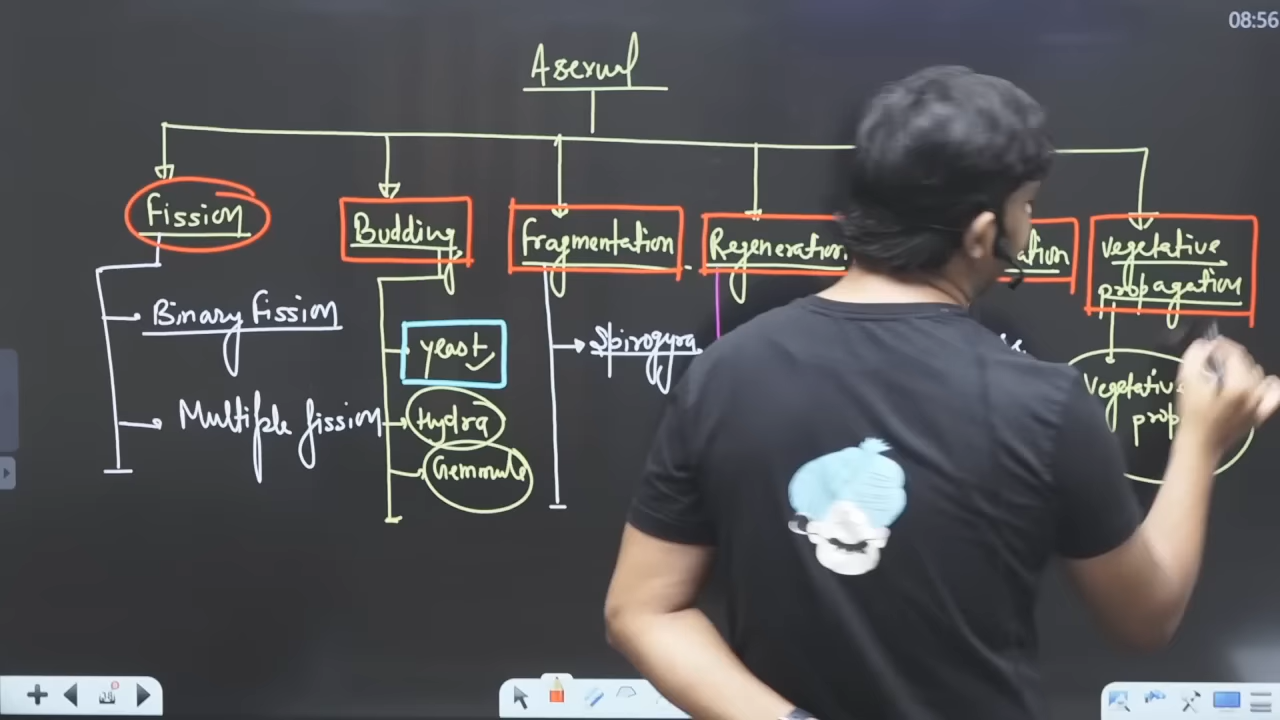 08:56
Asexual
Fission
Budding
Fragmentation
Regeneration
ation
vegetative
propagation
Binary fission
Multiple fission
yeast
Hydra
Gemmule
Spirogyra
Vegetative
prop